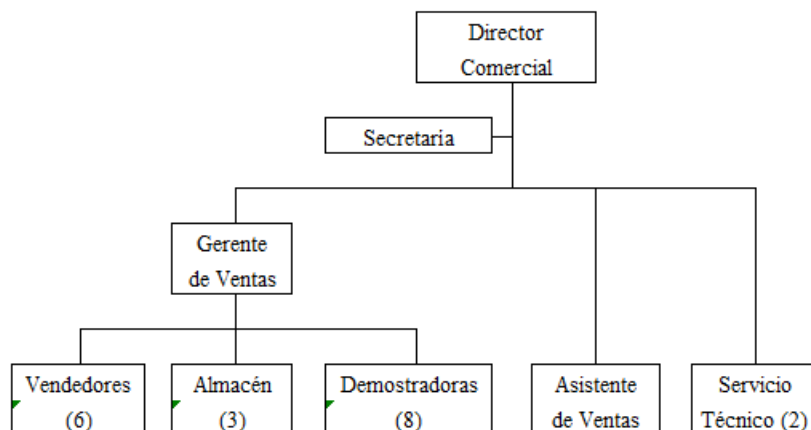 Director
Comercial
Secretaria
Gerente
de Ventas
Vendedores
(6)
Almacén
(3)
Demostradoras
(8)
Asistente
de Ventas
Servicio
Técnico (2)